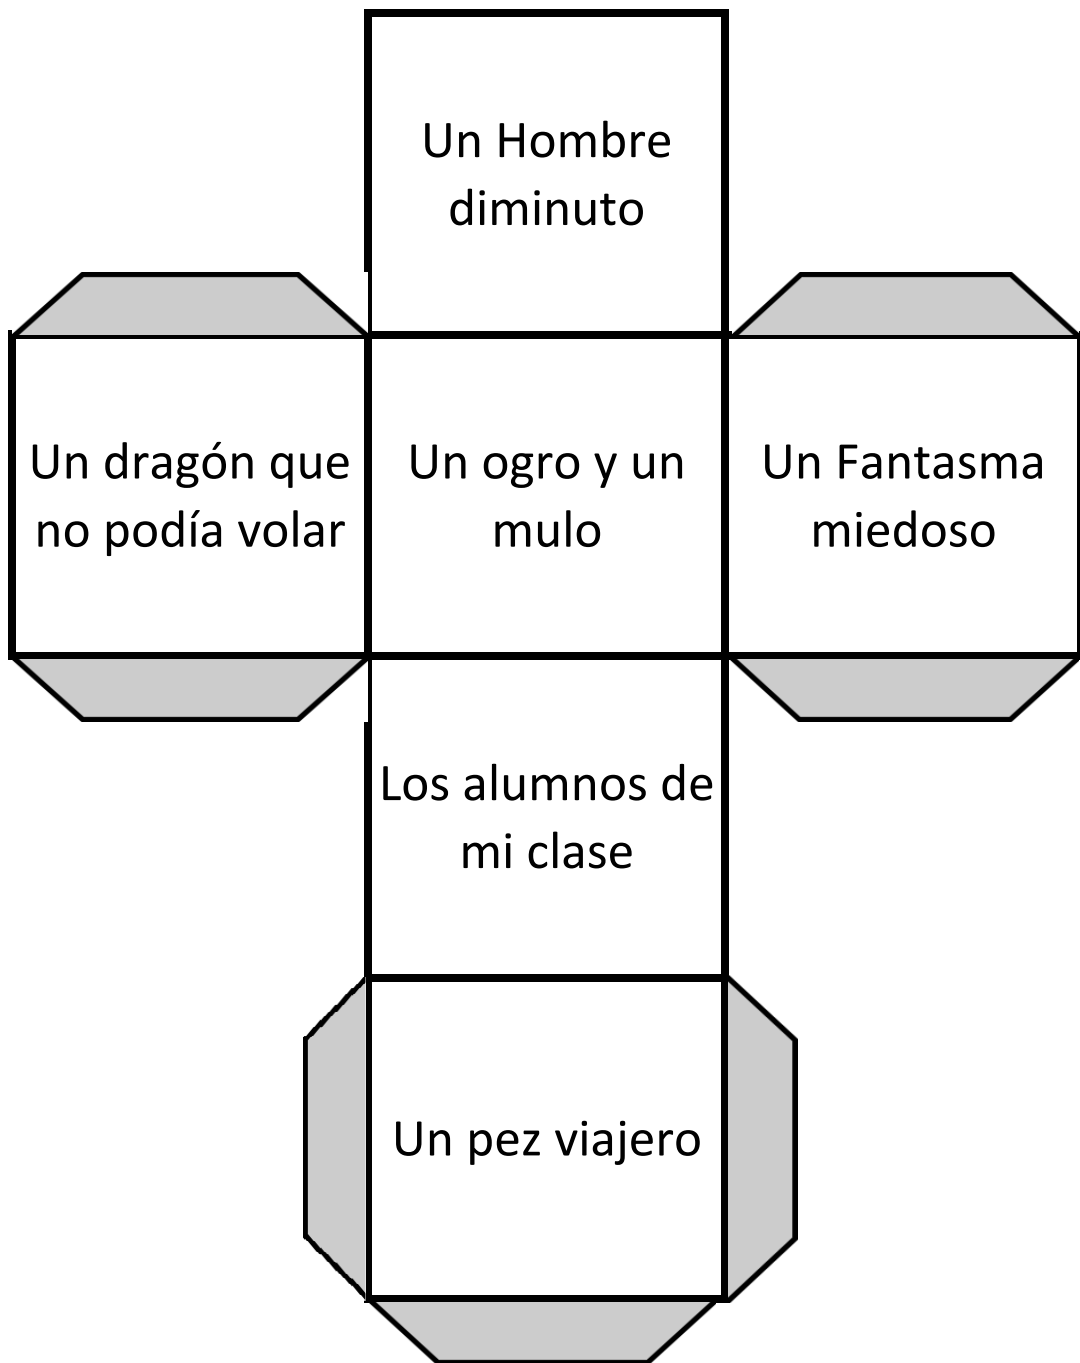 Un Hombre
diminuto
Un dragón que
no podía volar
Un ogro y un
mulo
Un Fantasma
miedoso
Los alumnos de
mi clase
Un pez viajero